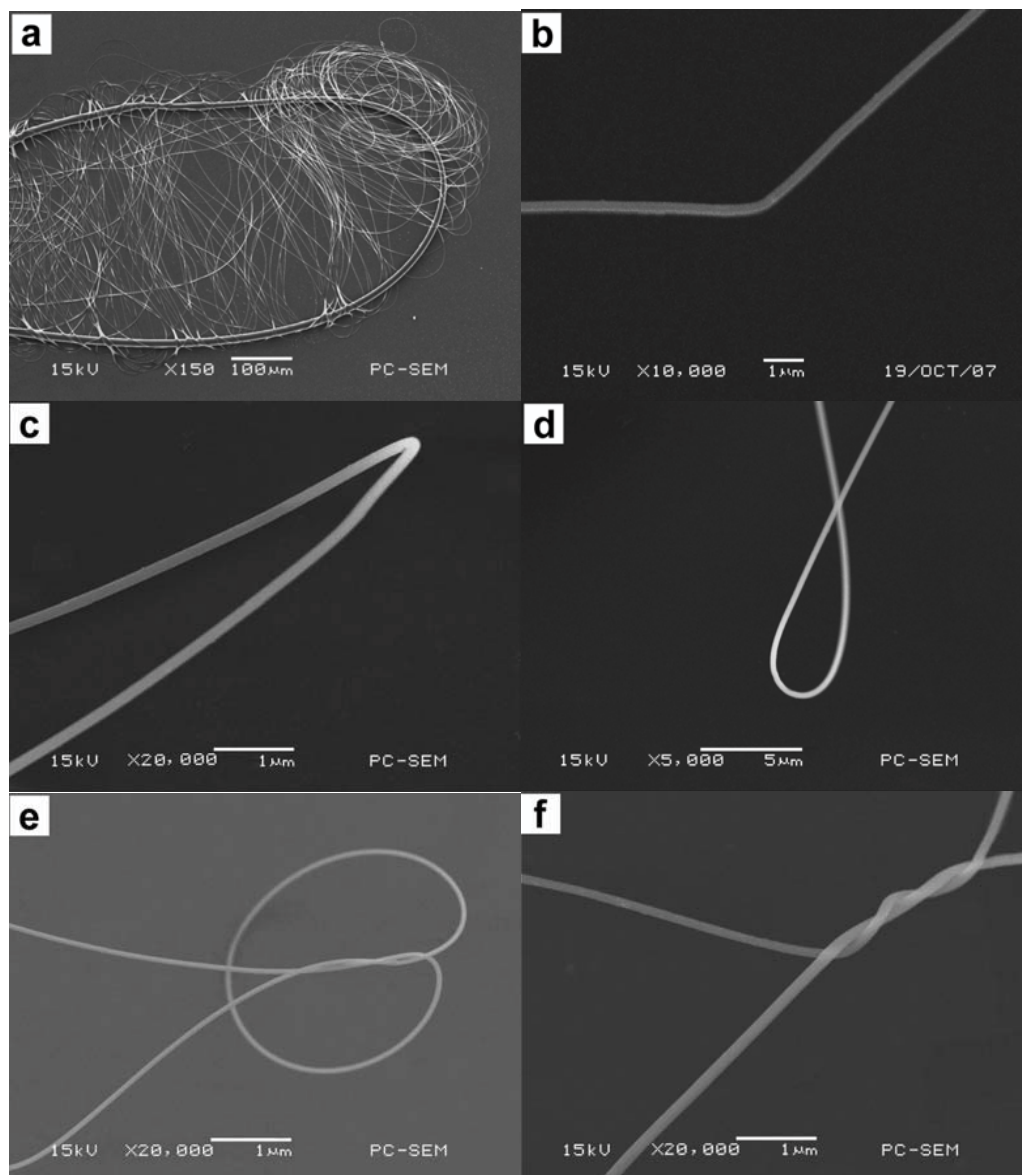 a
15kU X150 100µm PC-SEM
b
15kU X10,000 1µm 19/OCT/07
c
15kU X20,000 1µm PC-SEM
d
15kU X5,000 5µm PC-SEM
e
15kU X20,000 1µm PC-SEM
f
15kU X20,000 1µm PC-SEM